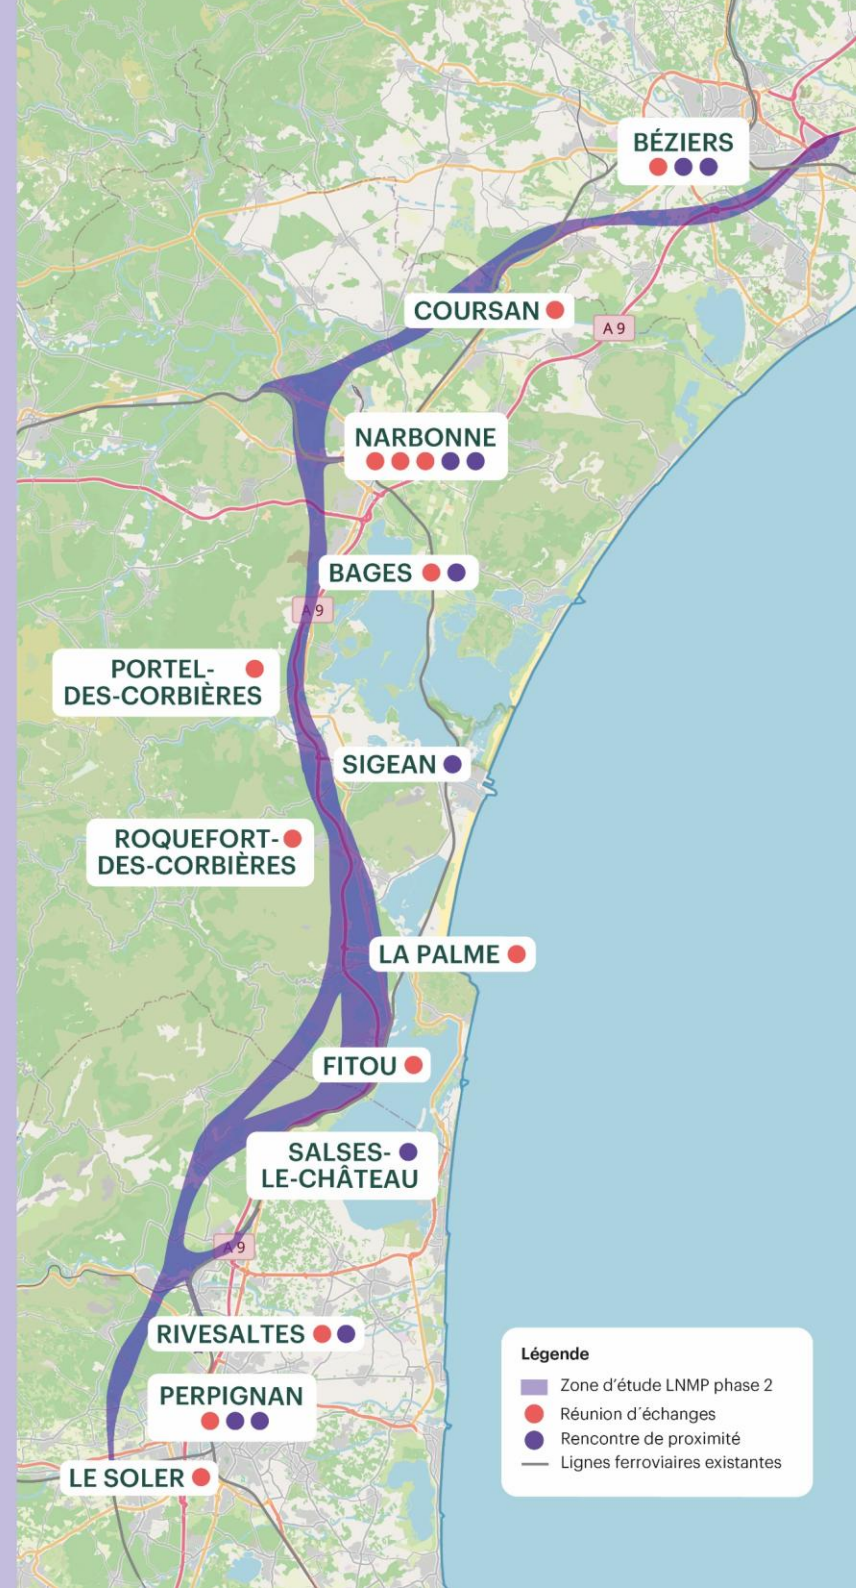 BÉZIERS
COURSAN
A 9
NARBONNE
BAGES
A 9
PORTEL-
DES-CORBIÈRES
SIGEAN
ROQUEFORT-
DES-CORBIÈRES
LA PALME
FITOU
SALSES-
LE-CHÂTEAU
A 9
RIVESALTES
PERPIGNAN
LE SOLER
Légende
Zone d'étude LNMP phase 2
Réunion d´échanges
Rencontre de proximité
Lignes ferroviaires existantes